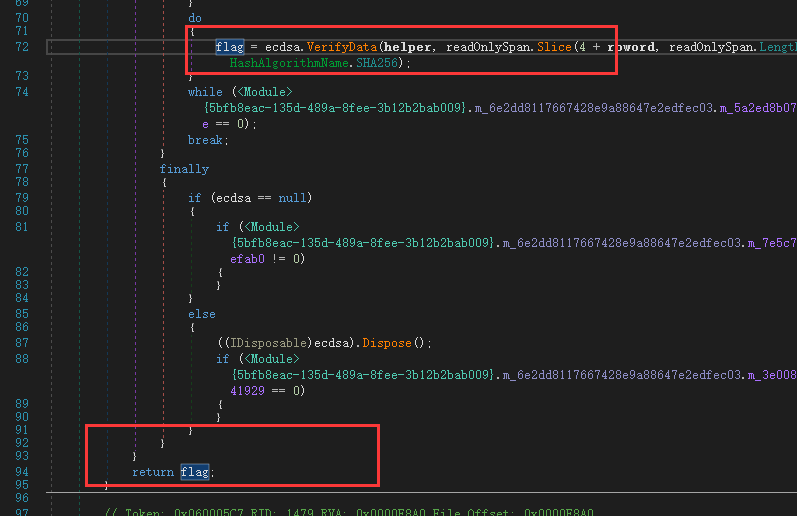 69 }
70 do
71 {
72 flag = ecdsa.VerifyData(helper, readOnlySpan.Slice(4 + roword, readOnlySpan.Length
HashAlgorithmName.SHA256);
73 }
74 while (<Module>
{5bfb8eac-135d-489a-8fee-3b12b2bab009}.m_6e2dd8117667428e9a88647e2edfec03.m_5a2ed8b07
e == 0);
75 break;
76 }
77 finally
78 {
79 if (ecdsa == null)
80 {
81 if (<Module>
{5bfb8eac-135d-489a-8fee-3b12b2bab009}.m_6e2dd8117667428e9a88647e2edfec03.m_7e5c7
efab0 != 0)
82 {
83 }
84 }
85 else
86 {
87 ((IDisposable)ecdsa).Dispose();
88 if (<Module>
{5bfb8eac-135d-489a-8fee-3b12b2bab009}.m_6e2dd8117667428e9a88647e2edfec03.m_3e008
41929 == 0)
89 {
90 }
91 }
92 }
93 }
94 return flag;
95 }
96
97 // Token: 0x060005C7 RID: 1479 RVA: 0x0000E8A0 File Offset: 0x0000E8A0